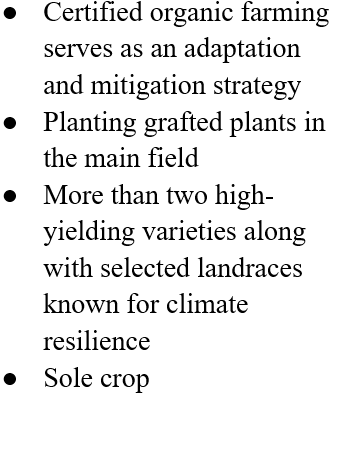 ● Certified organic farming
serves as an adaptation
and mitigation strategy
● Planting grafted plants in
the main field
● More than two high-
yielding varieties along
with selected landraces
known for climate
resilience
● Sole crop